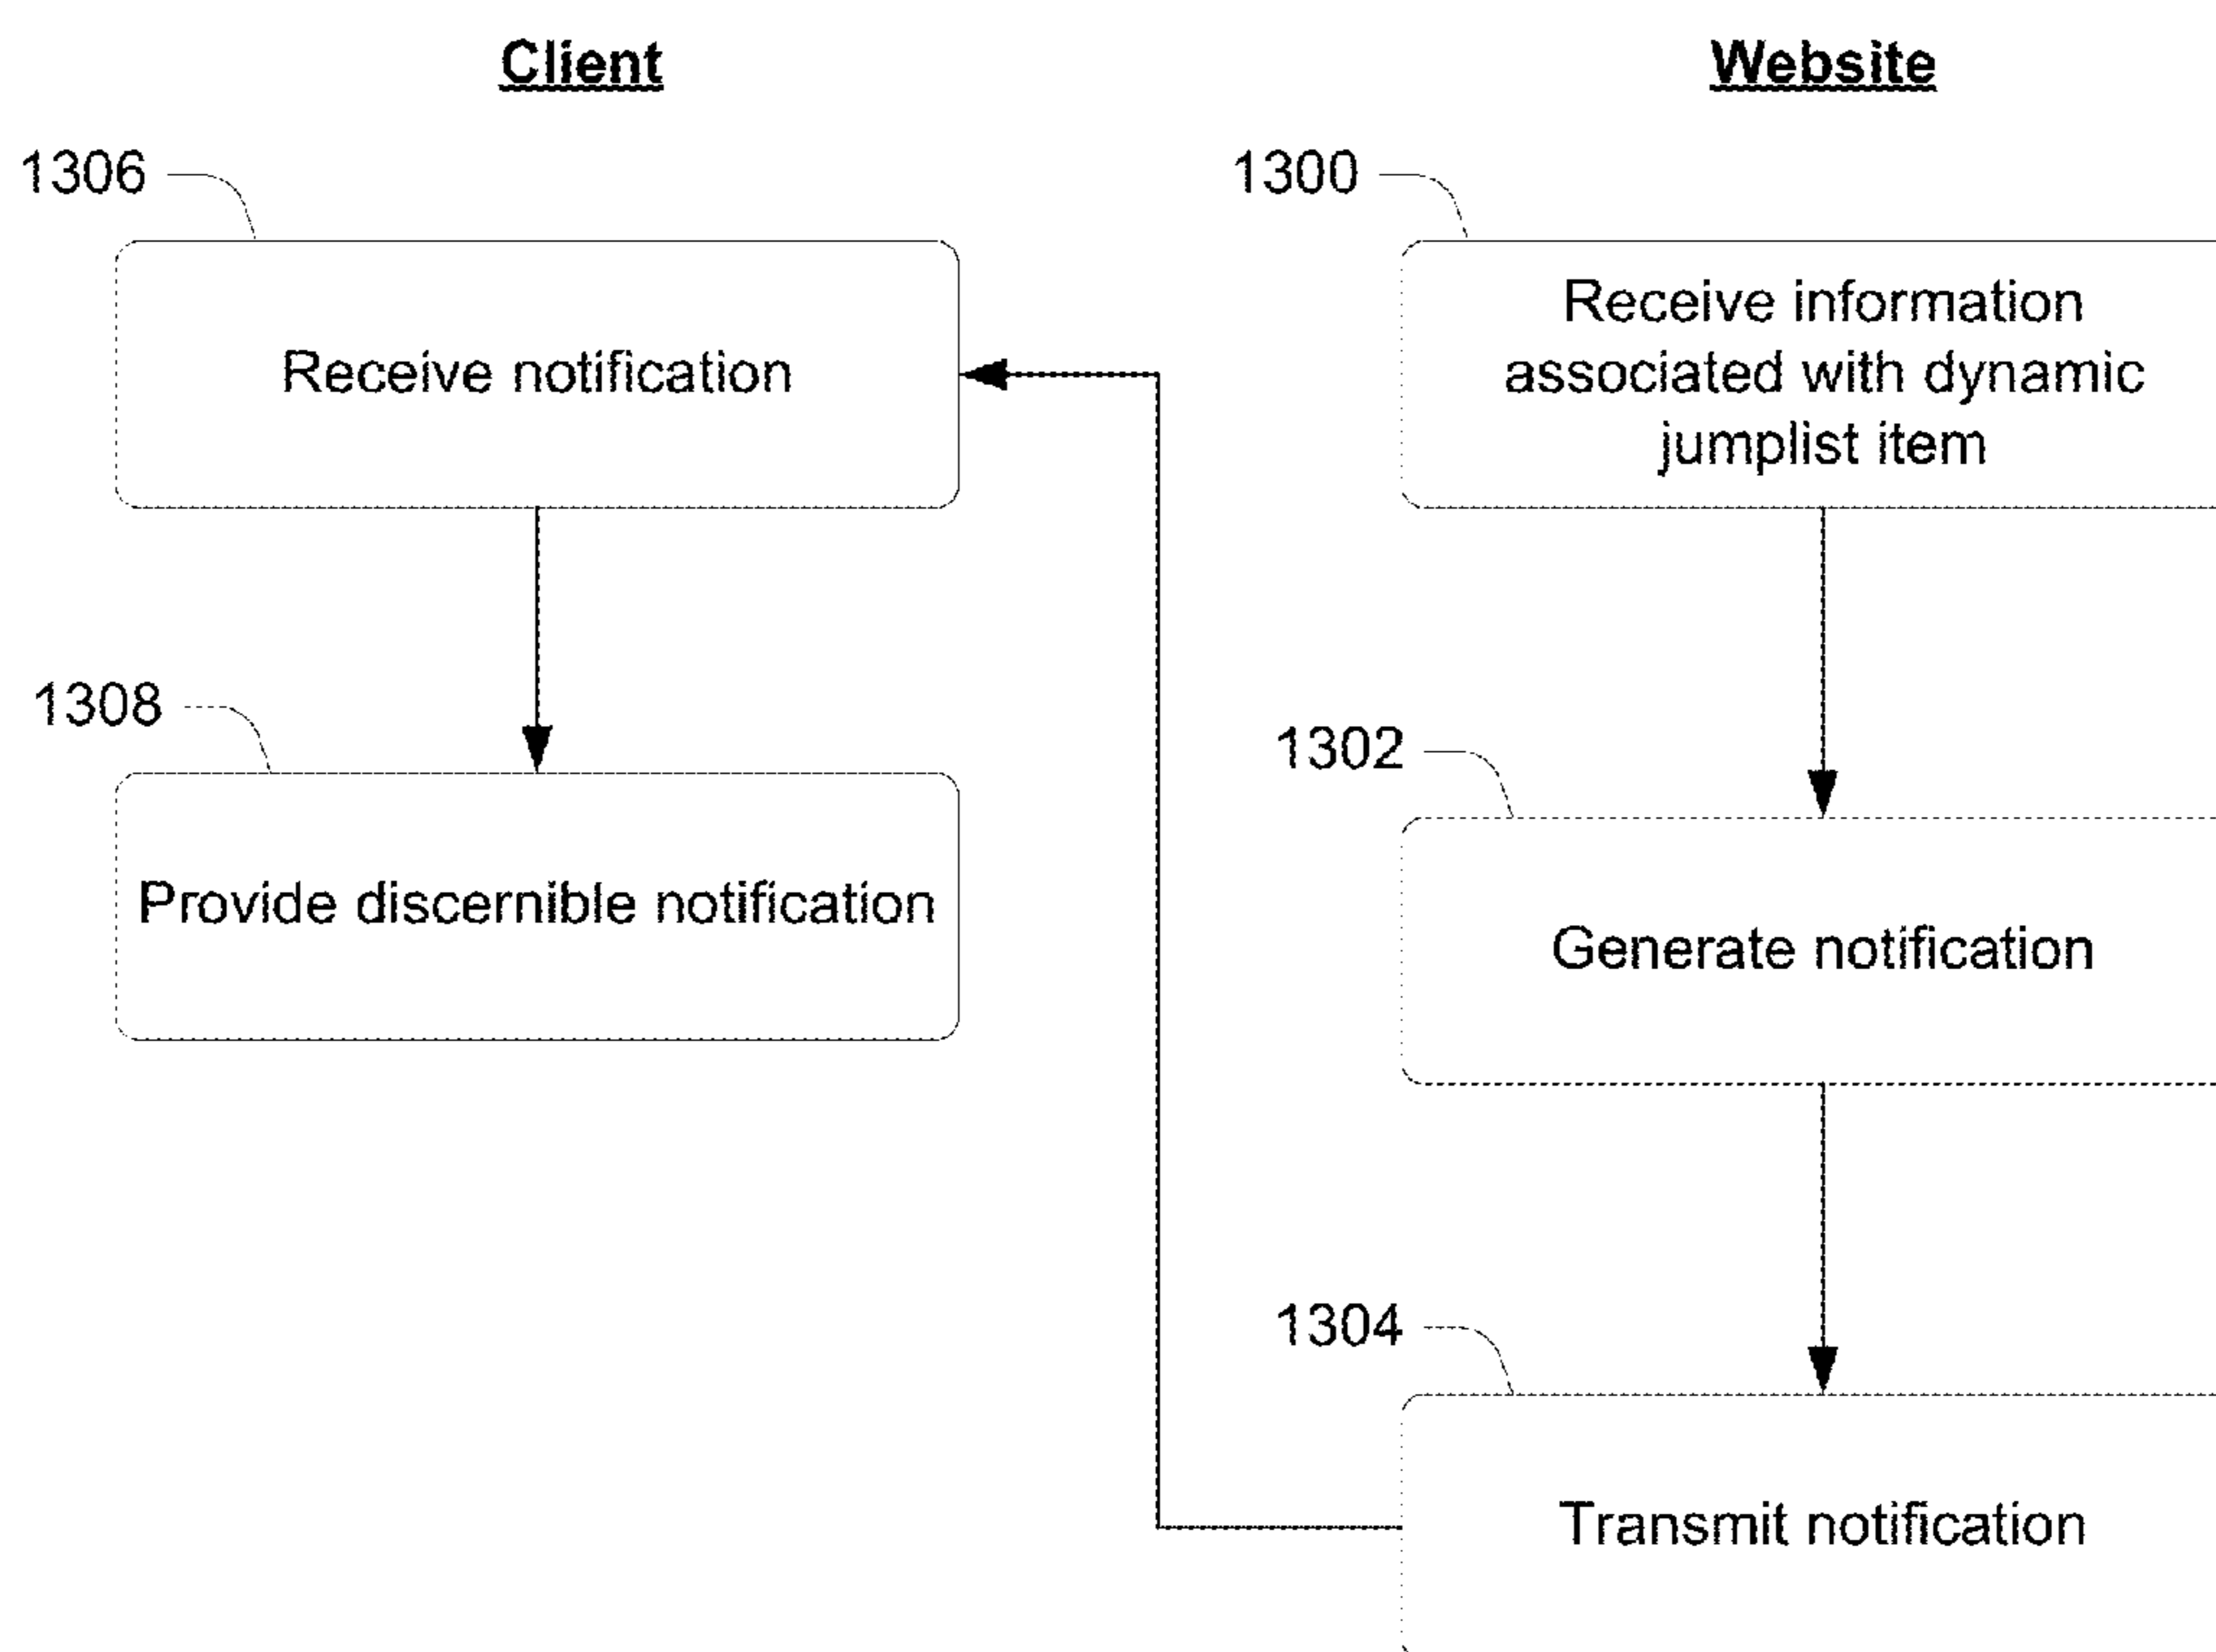 Client
1306
Receive notification
1308
Provide discernible notification
Website
1300
Receive information
associated with dynamic
jumplist item
1302
Generate notification
1304
Transmit notification